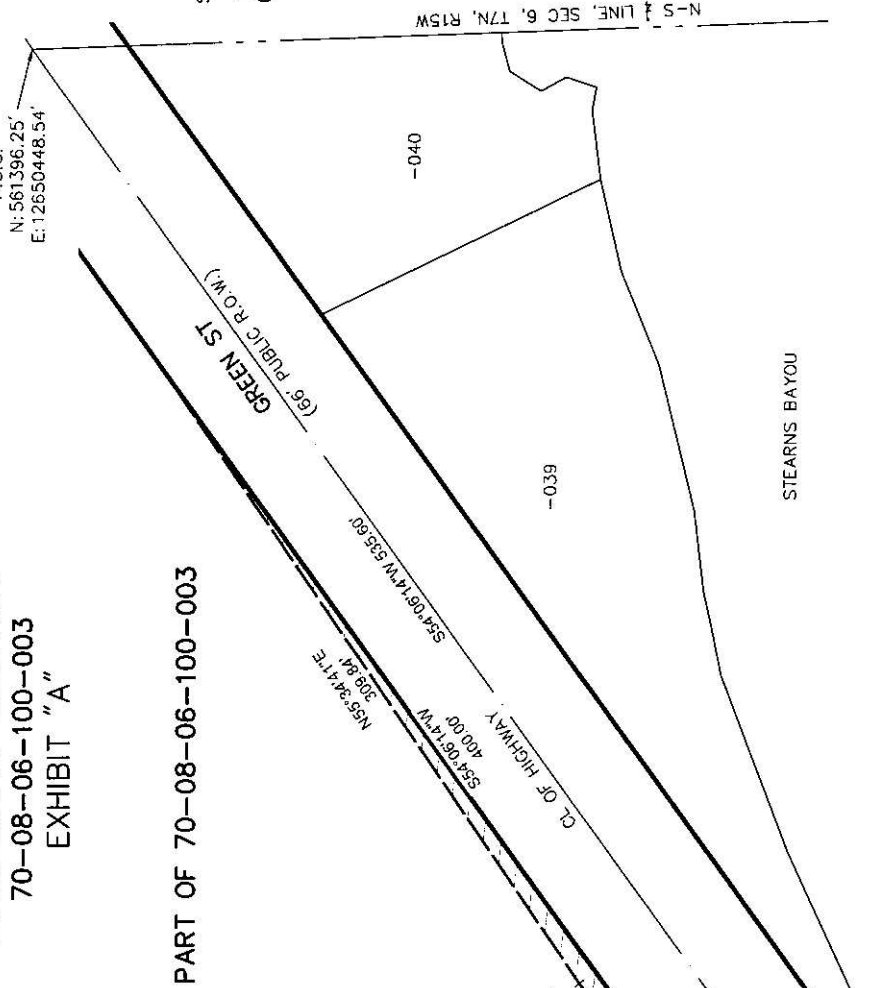 N-S ¼ LINE, SEC 6, T7N, R15W
N: 561396.25'
E: 12650448.54'
70-08-06-100-003
EXHIBIT "A"
PART OF 70-08-06-100-003
GREEN ST
(66' PUBLIC R.O.W.)
-040
-039
S54°06'14"W 535.60'
N55°34'41"E
309.84'
S54°06'14"W
400.00'
CL OF HIGHWAY
STEARNS BAYOU